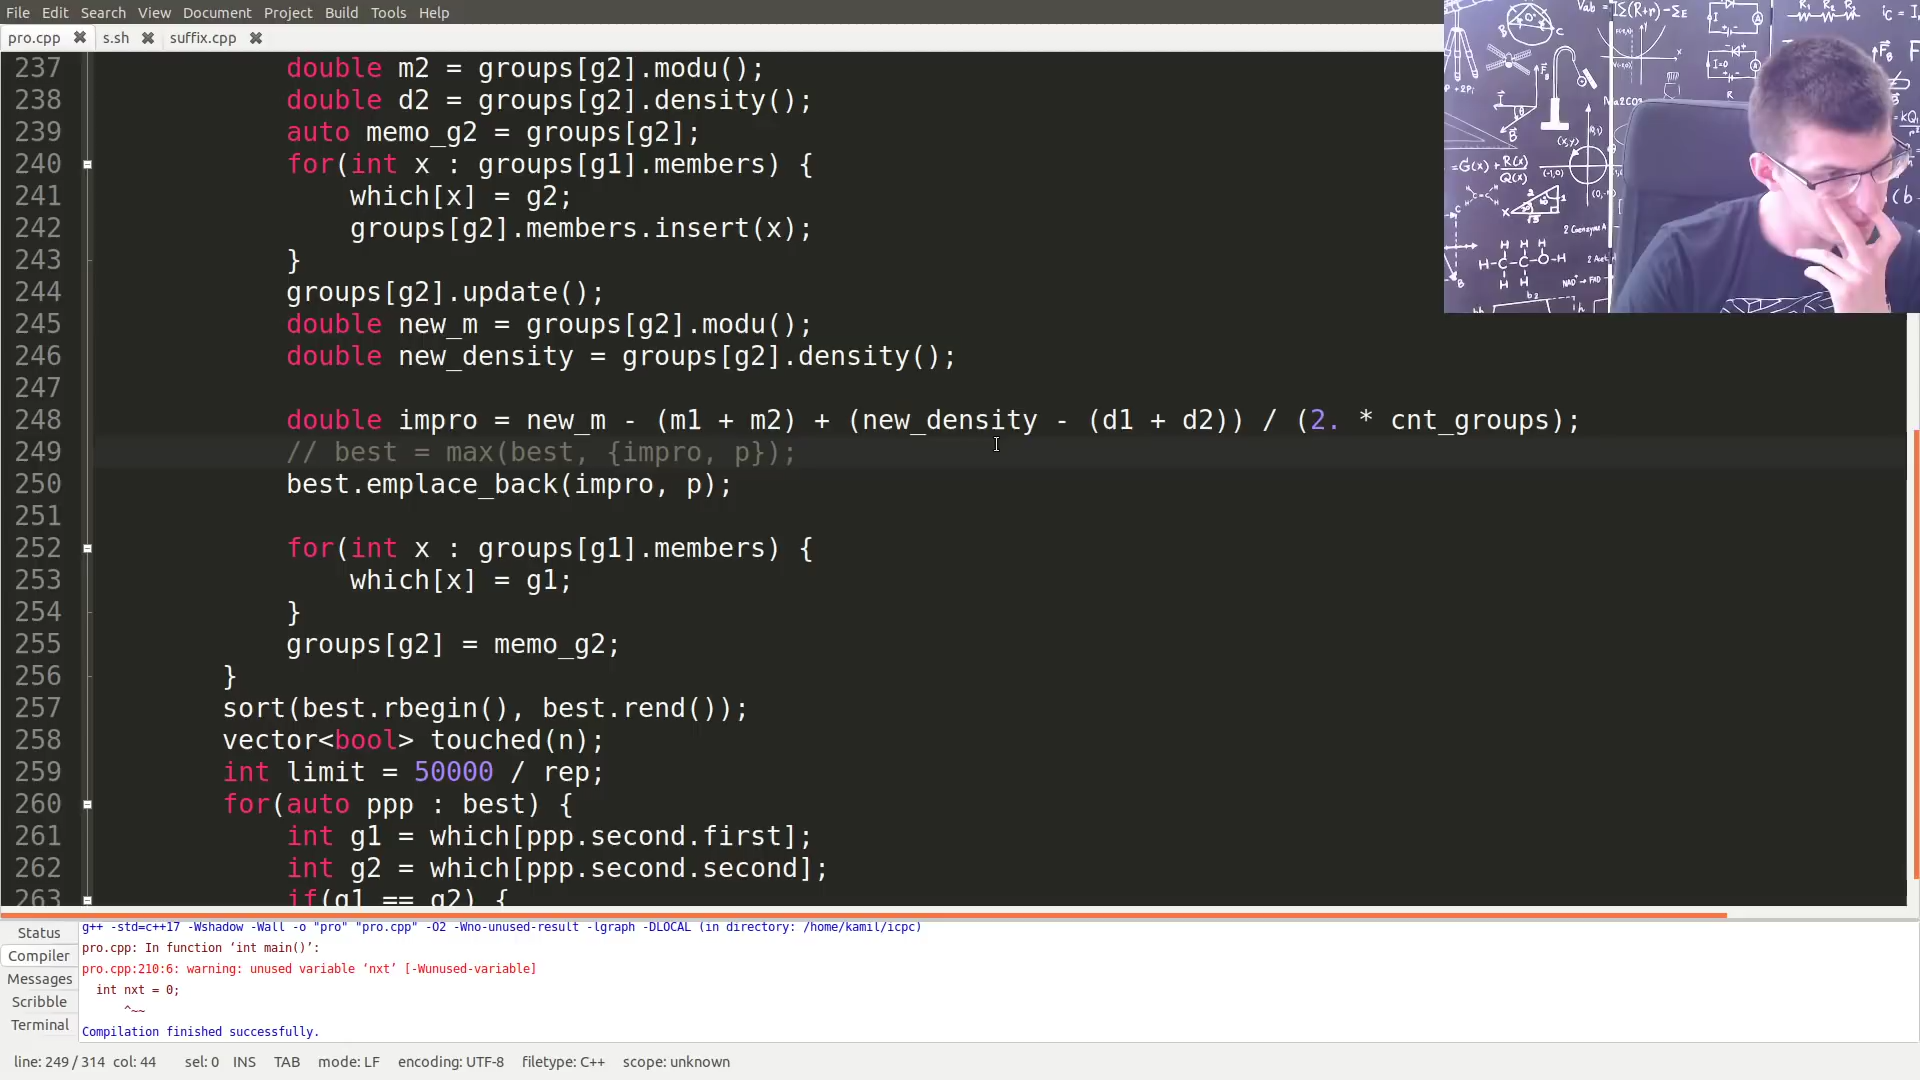 File Edit Search View Document Project Build Tools Help
pro.cpp s.sh suffix.cpp
237 double m2 = groups[g2].modu();
238 double d2 = groups[g2].density();
239 auto memo_g2 = groups[g2];
240 for(int x : groups[g1].members) {
241 which[x] = g2;
242 groups[g2].members.insert(x);
243 }
244 groups[g2].update();
245 double new_m = groups[g2].modu();
246 double new_density = groups[g2].density();
247
248 double impro = new_m - (m1 + m2) + (new_density - (d1 + d2)) / (2. * cnt_groups);
249 // best = max(best, {impro, p});
250 best.emplace_back(impro, p);
251
252 for(int x : groups[g1].members) {
253 which[x] = g1;
254 }
255 groups[g2] = memo_g2;
256 }
257 sort(best.rbegin(), best.rend());
258 vector<bool> touched(n);
259 int limit = 50000 / rep;
260 for(auto ppp : best) {
261 int g1 = which[ppp.second.first];
262 int g2 = which[ppp.second.second];
263 if(g1 == g2) {
Status
Compiler
Messages
Scribble
Terminal
g++ -std=c++17 -Wshadow -Wall -o "pro" "pro.cpp" -O2 -Wno-unused-result -lgraph -DLOCAL (in directory: /home/kamil/icpc)
pro.cpp: In function ‘int main()’:
pro.cpp:210:6: warning: unused variable ‘nxt’ [-Wunused-variable]
int nxt = 0;
^~~
Compilation finished successfully.
line: 249 / 314 col: 44 sel: 0 INS TAB mode: LF encoding: UTF-8 filetype: C++ scope: unknown